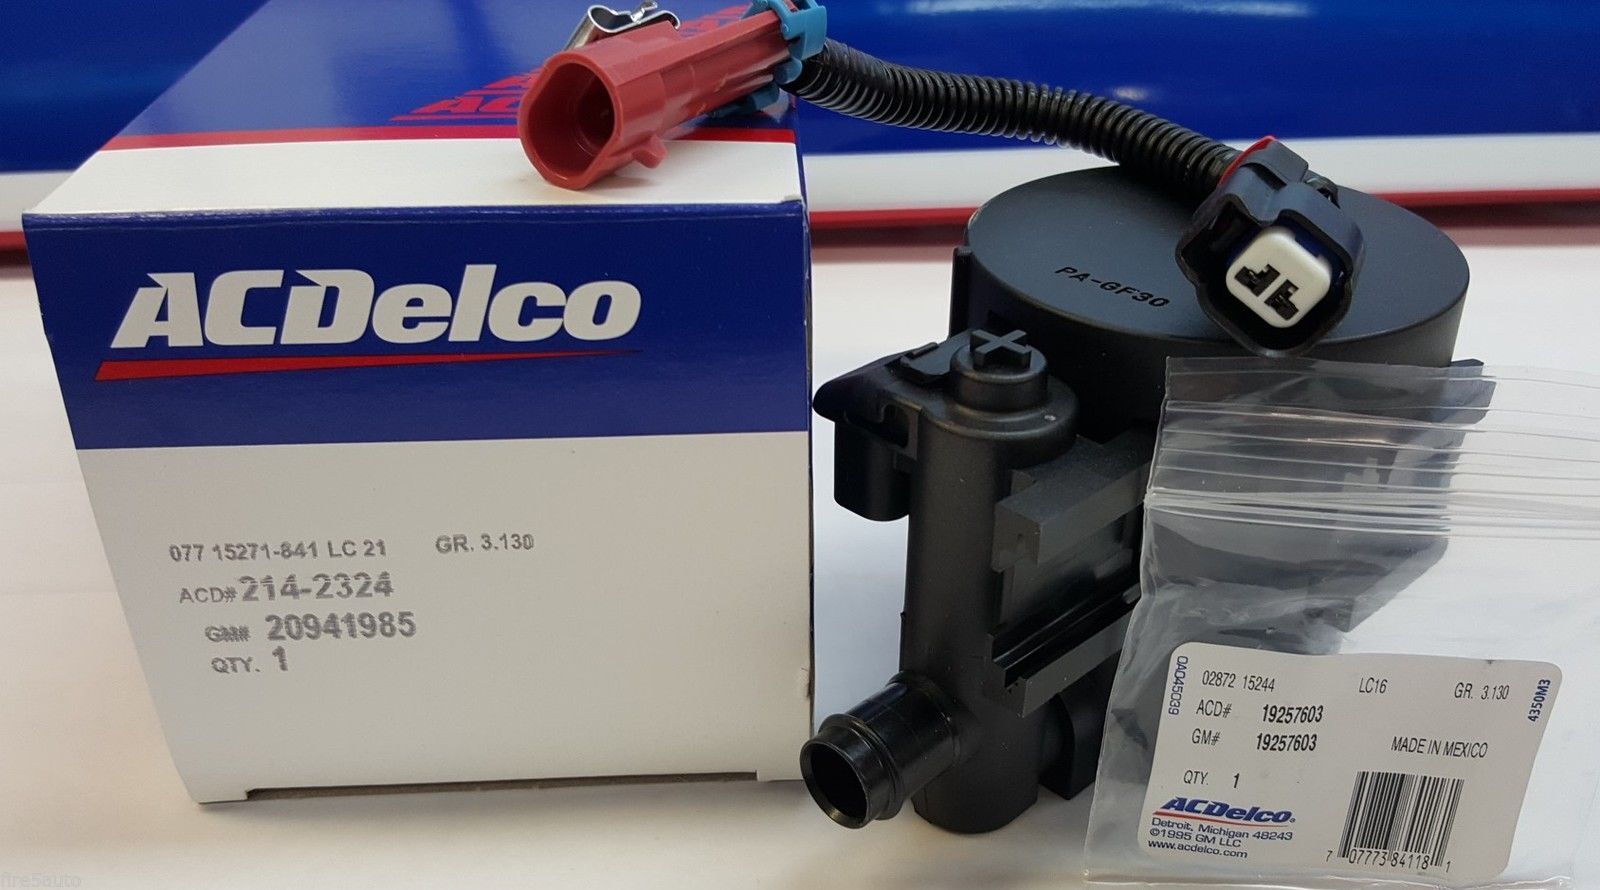 ACDelco
077 15271-841 LC 21 GR. 3.130
ACD# 214-2324
GM# 20941985
QTY. 1
PA-GF30
02872 15244 LC16 GR. 3.130
ACD# 19257603
GM# 19257603
MADE IN MEXICO
QTY. 1
ACDelco
Detroit, Michigan 48243
©1995 GM LLC
www.acdelco.com
7 07773 84118 1
0A045039
4350M3
fire5auto